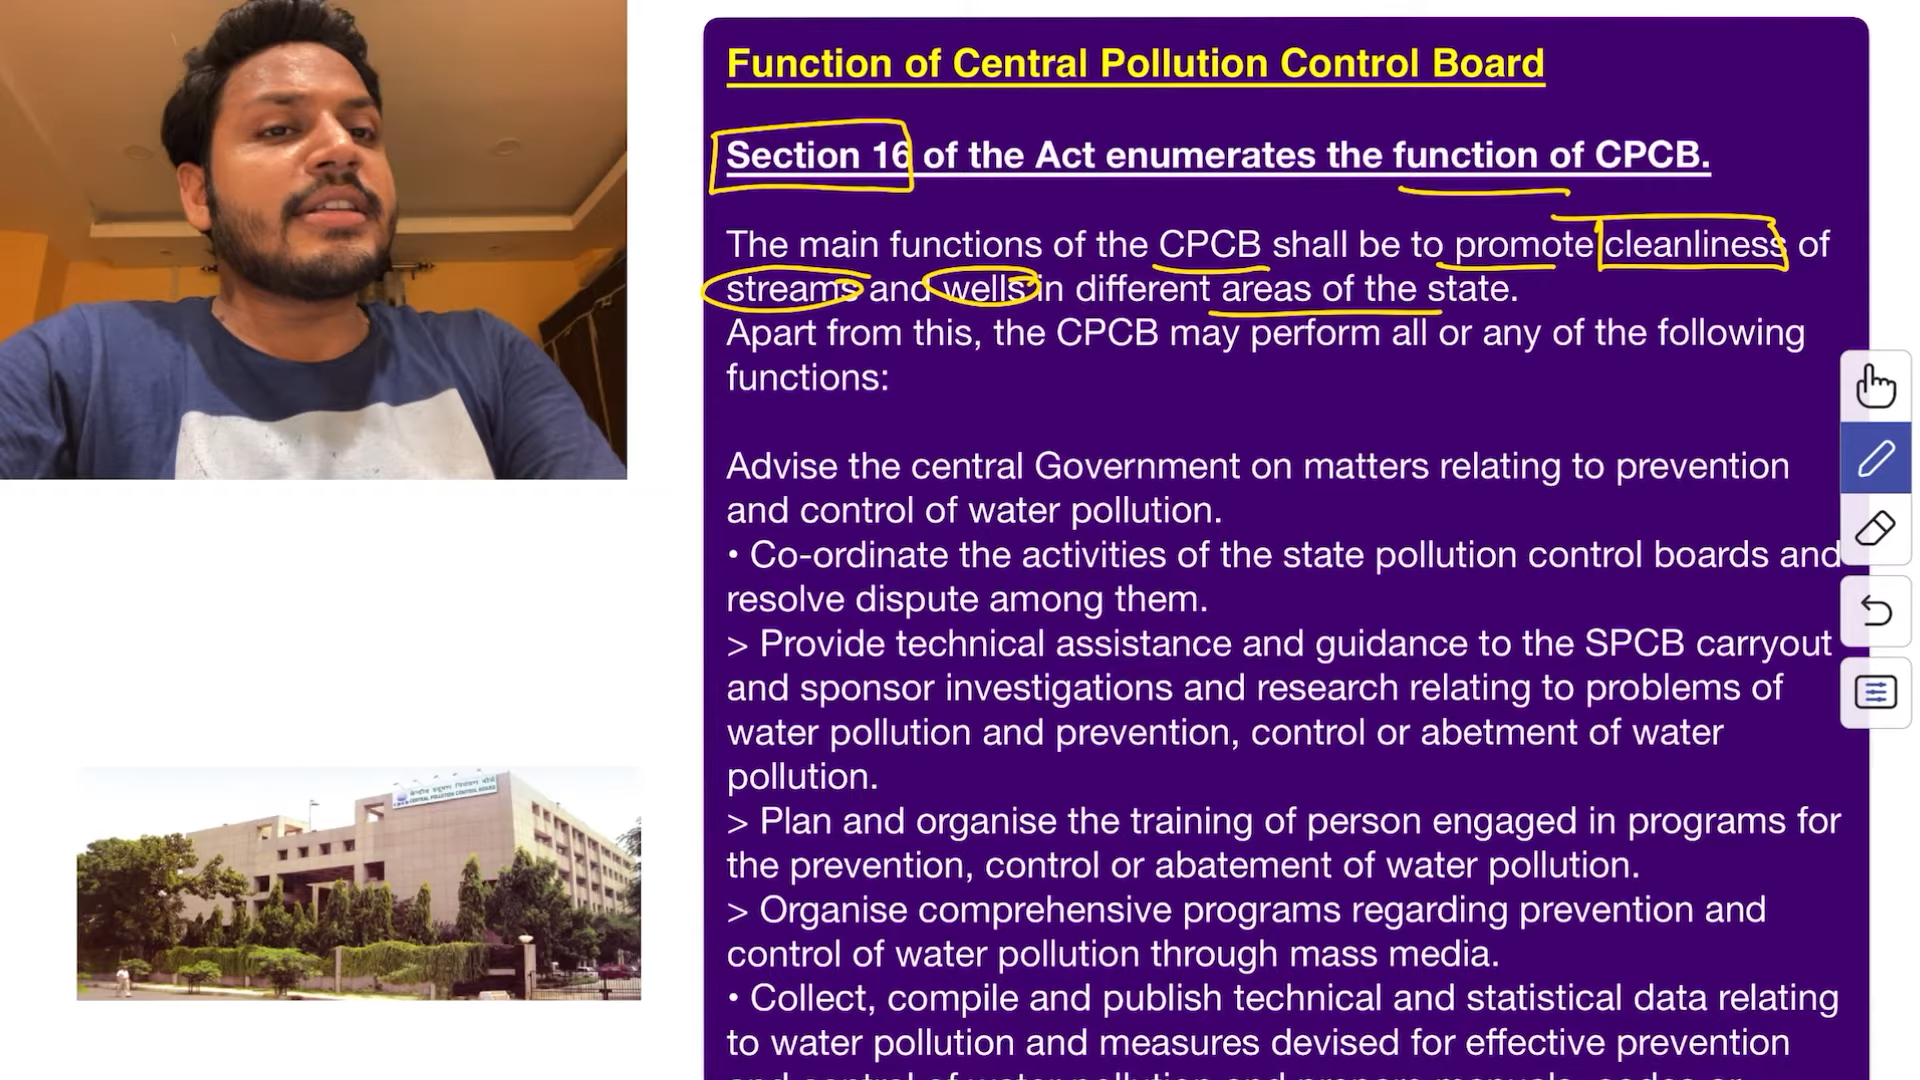 Function of Central Pollution Control Board
Section 16 of the Act enumerates the function of CPCB.
The main functions of the CPCB shall be to promote cleanliness of
streams and wells in different areas of the state.
Apart from this, the CPCB may perform all or any of the following
functions:
Advise the central Government on matters relating to prevention
and control of water pollution.
• Co-ordinate the activities of the state pollution control boards and
resolve dispute among them.
> Provide technical assistance and guidance to the SPCB carryout
and sponsor investigations and research relating to problems of
water pollution and prevention, control or abetment of water
pollution.
> Plan and organise the training of person engaged in programs for
the prevention, control or abatement of water pollution.
> Organise comprehensive programs regarding prevention and
control of water pollution through mass media.
• Collect, compile and publish technical and statistical data relating
to water pollution and measures devised for effective prevention
केन्द्रीय प्रदूषण नियंत्रण बोर्ड
CENTRAL POLLUTION CONTROL BOARD